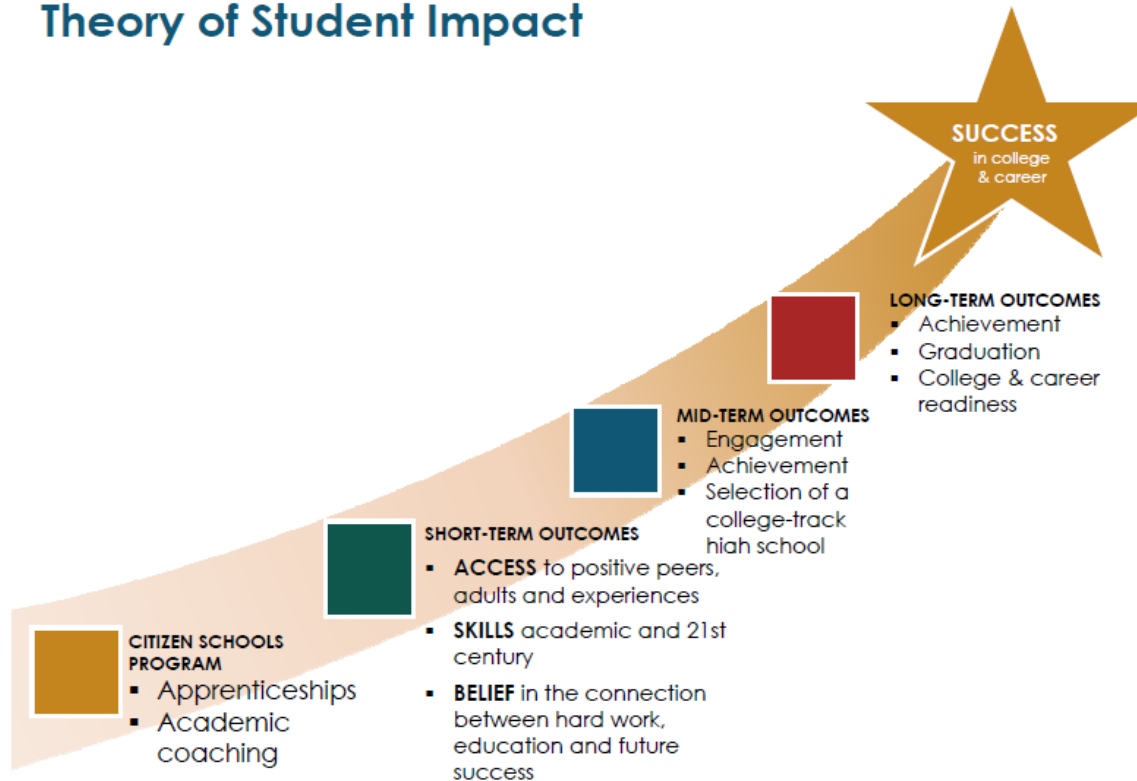 Theory of Student Impact
SUCCESS
in college
& career
LONG-TERM OUTCOMES
▪ Achievement
▪ Graduation
▪ College & career
readiness
MID-TERM OUTCOMES
▪ Engagement
▪ Achievement
▪ Selection of a
college-track
high school
SHORT-TERM OUTCOMES
▪ ACCESS to positive peers,
adults and experiences
▪ SKILLS academic and 21st
century
▪ BELIEF in the connection
between hard work,
education and future
success
CITIZEN SCHOOLS
PROGRAM
▪ Apprenticeships
▪ Academic
coaching